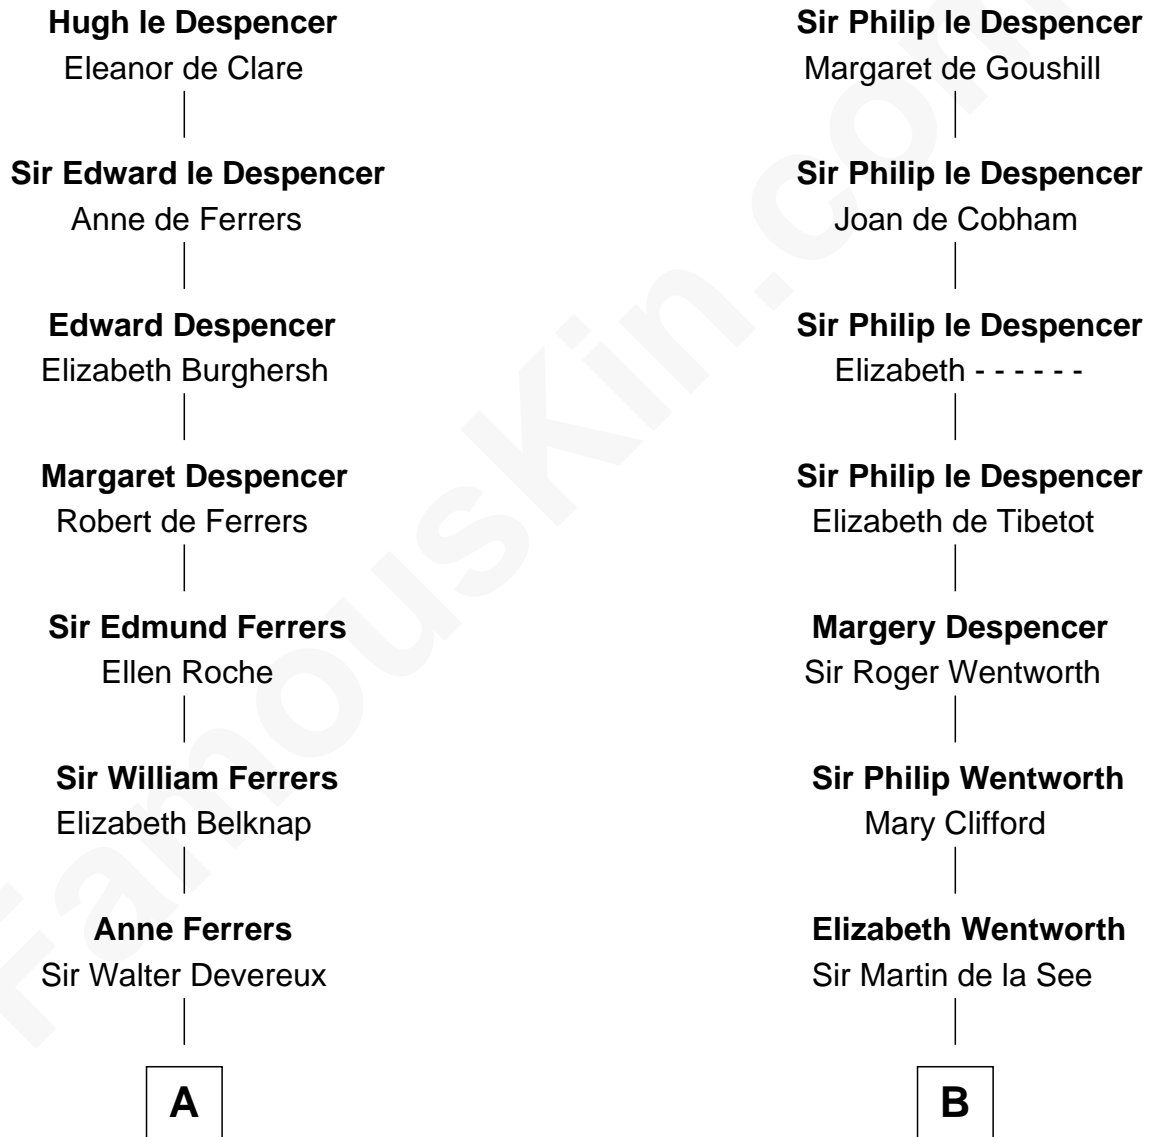 Hugh le Despencer
Eleanor de Clare
Sir Edward le Despencer
Anne de Ferrers
Edward Despencer
Elizabeth Burghersh
Margaret Despencer
Robert de Ferrers
Sir Edmund Ferrers
Ellen Roche
Sir William Ferrers
Elizabeth Belknap
Anne Ferrers
Sir Walter Devereux
A
Sir Philip le Despencer
Margaret de Goushill
Sir Philip le Despencer
Joan de Cobham
Sir Philip le Despencer
Elizabeth - - - - - -
Sir Philip le Despencer
Elizabeth de Tibetot
Margery Despencer
Sir Roger Wentworth
Sir Philip Wentworth
Mary Clifford
Elizabeth Wentworth
Sir Martin de la See
B
FamousKin.com